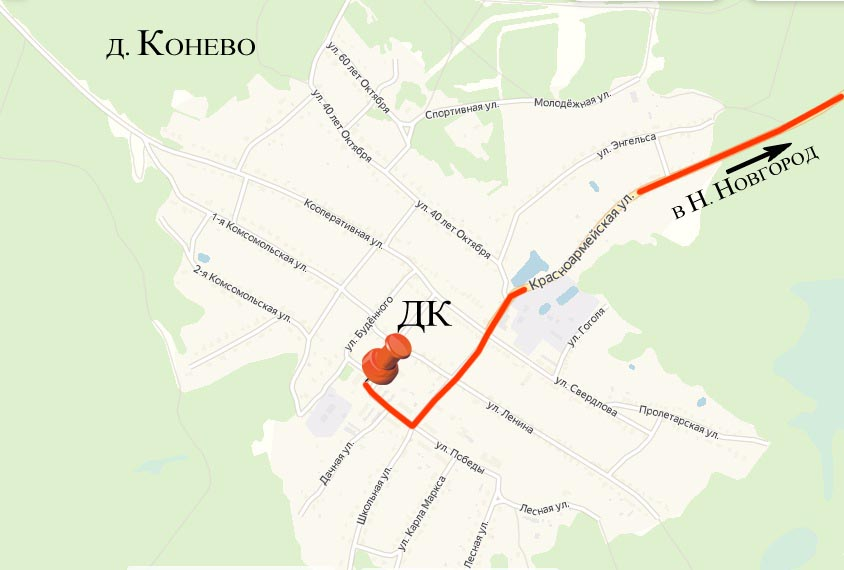 д. Конево
ул. 60 лет Октября
ул. 40 лет Октября
Спортивная ул.
Молодёжная ул.
ул. Энгельса
в Н. Новгород
Кооперативная ул.
ул. 40 лет Октября
Красноармейская ул.
1-я Комсомольская ул.
2-я Комсомольская ул.
ул. Будённого
ДК
ул. Гоголя
ул. Свердлова
Пролетарская ул.
ул. Ленина
ул. Победы
Дачная ул.
Школьная ул.
ул. Карла Маркса
Лесная ул.
Лесная ул.